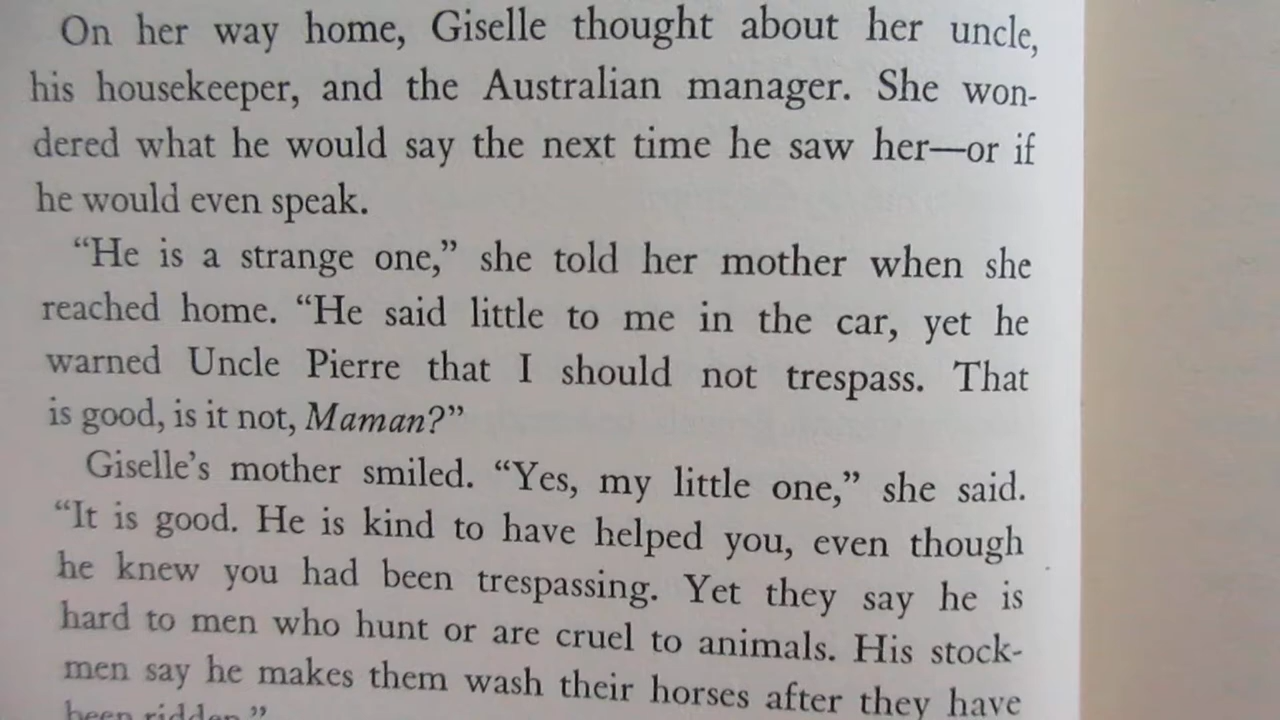 On her way home, Giselle thought about her uncle,
his housekeeper, and the Australian manager. She won-
dered what he would say the next time he saw her—or if
he would even speak.
“He is a strange one,” she told her mother when she
reached home. “He said little to me in the car, yet he
warned Uncle Pierre that I should not trespass. That
is good, is it not, Maman?”
Giselle’s mother smiled. “Yes, my little one,” she said.
“It is good. He is kind to have helped you, even though
he knew you had been trespassing. Yet they say he is
hard to men who hunt or are cruel to animals. His stock-
men say he makes them wash their horses after they have
been ridden.”